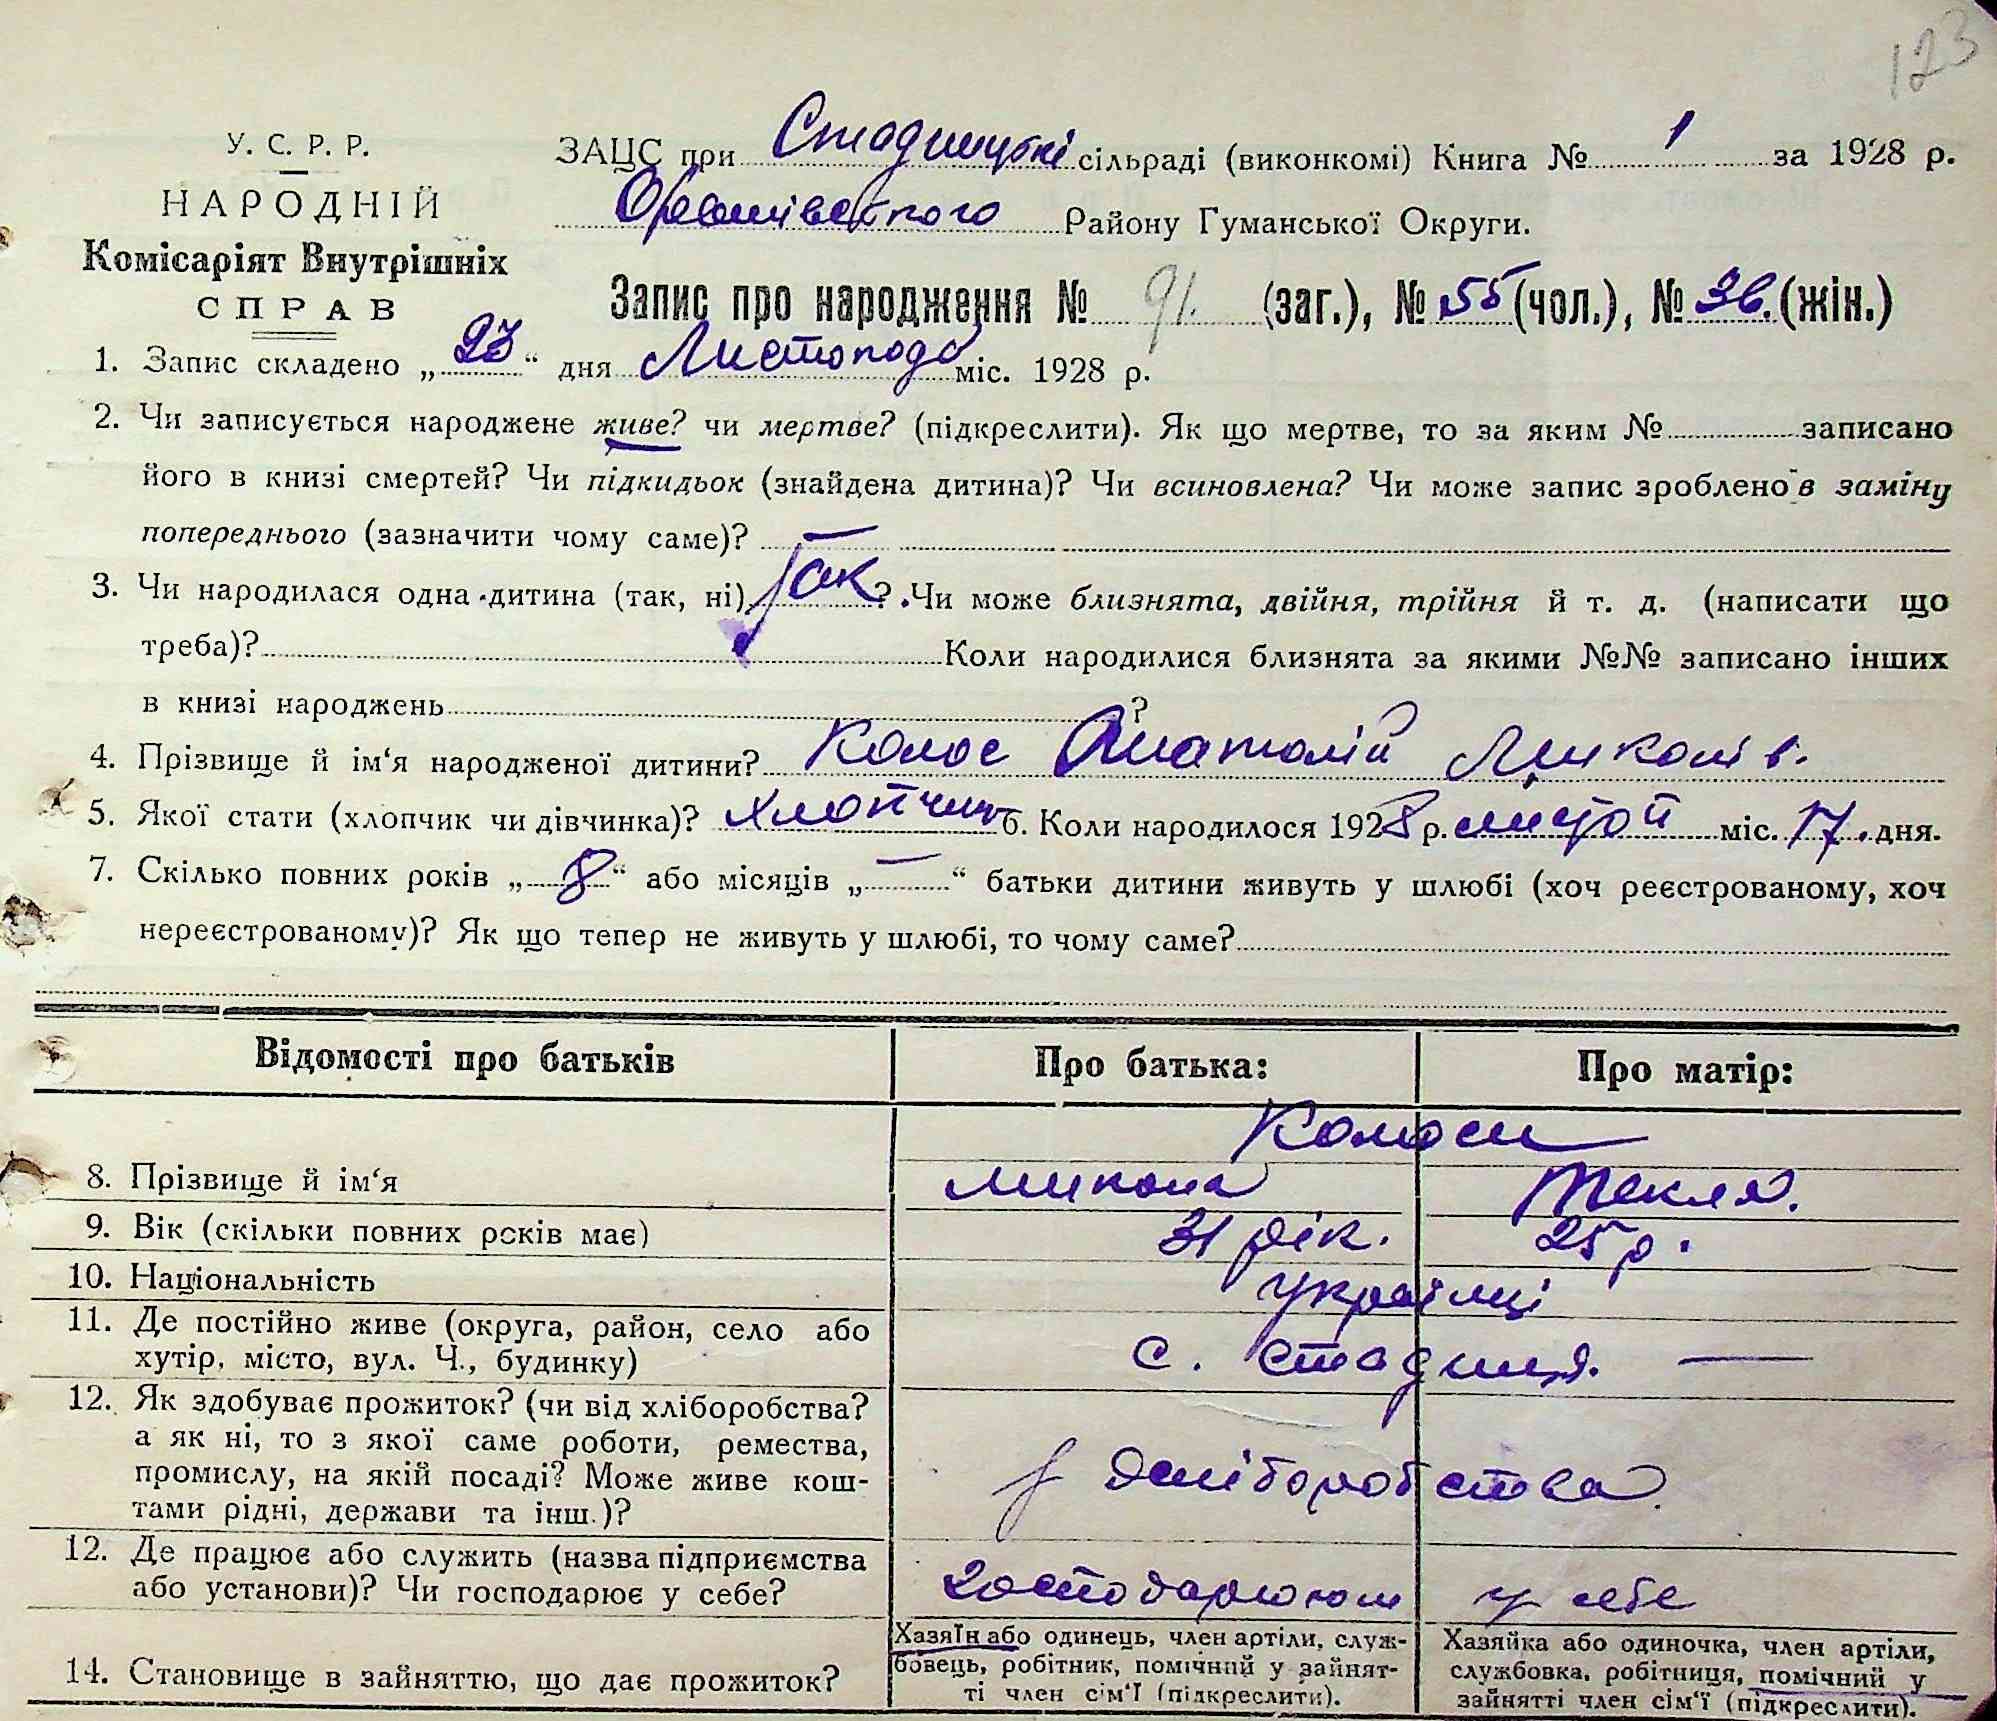 123
У. С. Р. Р.
НАРОДНІЙ
Комісаріят Внутрішніх
СПРАВ
ЗАЦС при Стадницькі сільраді (виконкомі) Книга № 1 за 1928 р.
Району Гуманської Округи.
Запис про народження № 91. (заг.), № 55 (чол.), № 36. (жін.)
1. Запис складено „23“ дня Листопада міс. 1928 р.
2. Чи записується народжене живе? чи мертве? (підкреслити). Як що мертве, то за яким № записано
його в книзі смертей? Чи підкидьок (знайдена дитина)? Чи всиновлена? Чи може запис зроблено в заміну
попереднього (зазначити чому саме)? —
3. Чи народилася одна дитина (так, ні) Так ? Чи може близнята, двійня, трійня й т. д. (написати що
треба)? Коли народилися близнята за якими №№ записано інших
в книзі народжень ?
4. Прізвище й ім‘я народженої дитини? Колос Анатолій Миколів.
5. Якої стати (хлопчик чи дівчинка)? хлопчик 6. Коли народилося 1928 р. листоп міс. 17. дня.
7. Скілько повних років „8“ або місяців „—“ батьки дитини живуть у шлюбі (хоч реєстрованому, хоч
нереєстрованому)? Як що тепер не живуть у шлюбі, то чому саме?
Відомості про батьків Про батька: Про матір:
Колоси
8. Прізвище й ім‘я Микола Текля.
9. Вік (скільки повних років має) 31 рік. 25 р.
10. Національність українці
11. Де постійно живе (округа, район, село або
хутір, місто, вул. Ч., будинку) с. Стадниця. —
12. Як здобуває прожиток? (чи від хліборобства?
а як ні, то з якої саме роботи, ремества,
промислу, на якій посаді? Може живе кош-
тами рідні, держави та інш.)? з хліборобства.
12. Де працює або служить (назва підприємства
або установи)? Чи господарює у себе? господарюють у себе
14. Становище в зайняттю, що дає прожиток?
Хазяїн або одинець, член артіли, служ-
бовець, робітник, помічний у зайнят-
ті член сім‘ї (підкреслити).
Хазяйка або одиночка, член артіли,
службовка, робітниця, помічний у
зайнятті член сім‘ї (підкреслити).